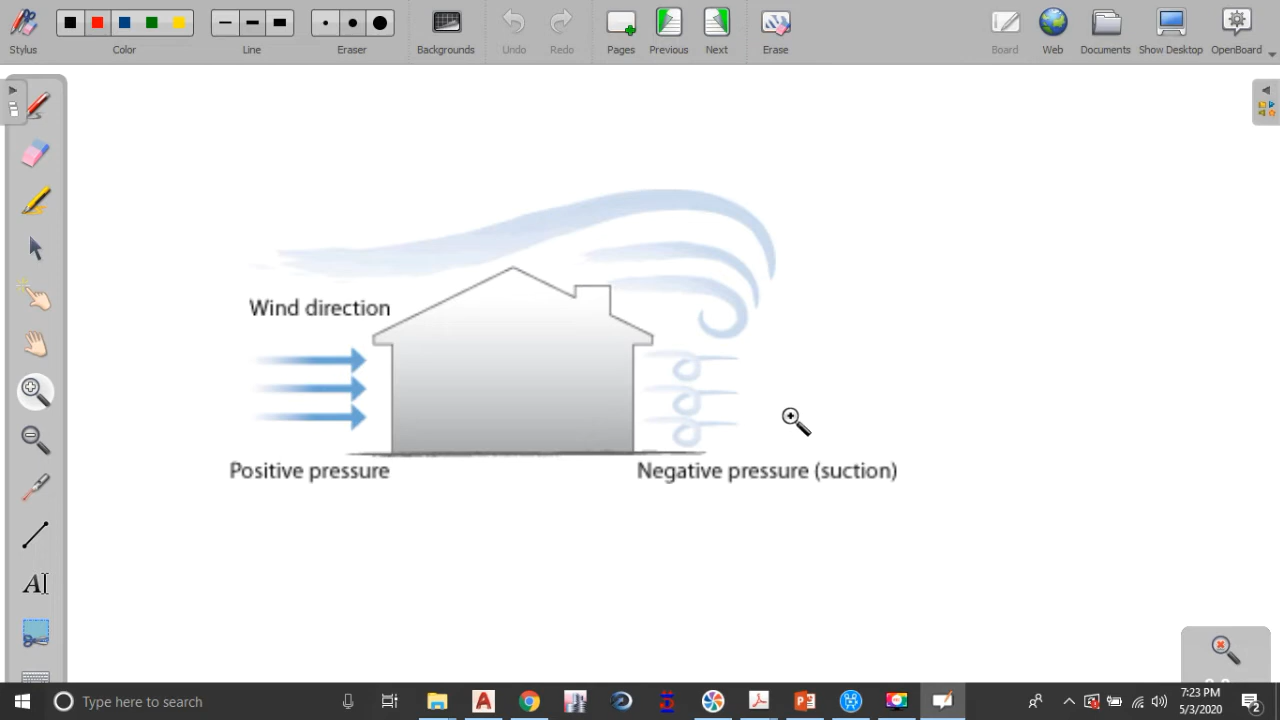 Stylus
Color
Line
Eraser
Backgrounds
Undo
Redo
Pages
Previous
Next
Erase
Board
Web
Documents
Show Desktop
OpenBoard
Wind direction
Positive pressure
Negative pressure (suction)
Type here to search
7:23 PM
5/3/2020
2